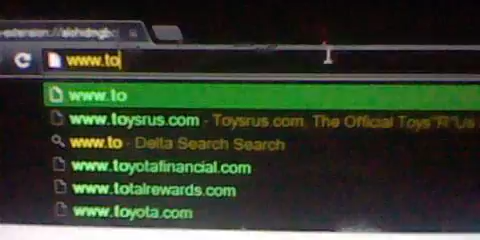 www.to
www.to
www.toysrus.com - Toysrus.com, The Official Toys"R"Us
www.to - Delta Search Search
www.toyotafinancial.com
www.totalrewards.com
www.toyota.com